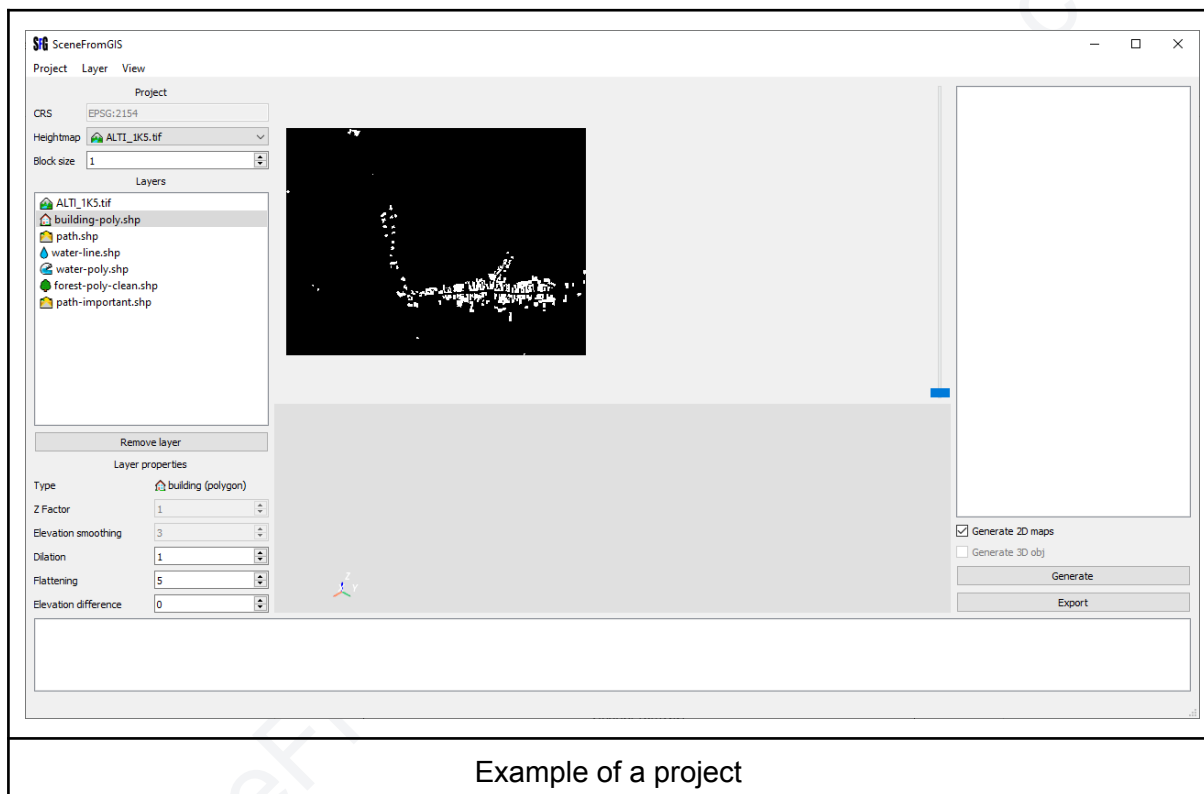 SfG SceneFromGIS
Project Layer View
Project
CRS EPSG:2154
Heightmap ALTI_1K5.tif
Block size 1
Layers
ALTI_1K5.tif
building-poly.shp
path.shp
water-line.shp
water-poly.shp
forest-poly-clean.shp
path-important.shp
Remove layer
Layer properties
Type building (polygon)
Z Factor 1
Elevation smoothing 3
Dilation 1
Flattening 5
Elevation difference 0
Z
Y
Generate 2D maps
Generate 3D obj
Generate
Export
Example of a project